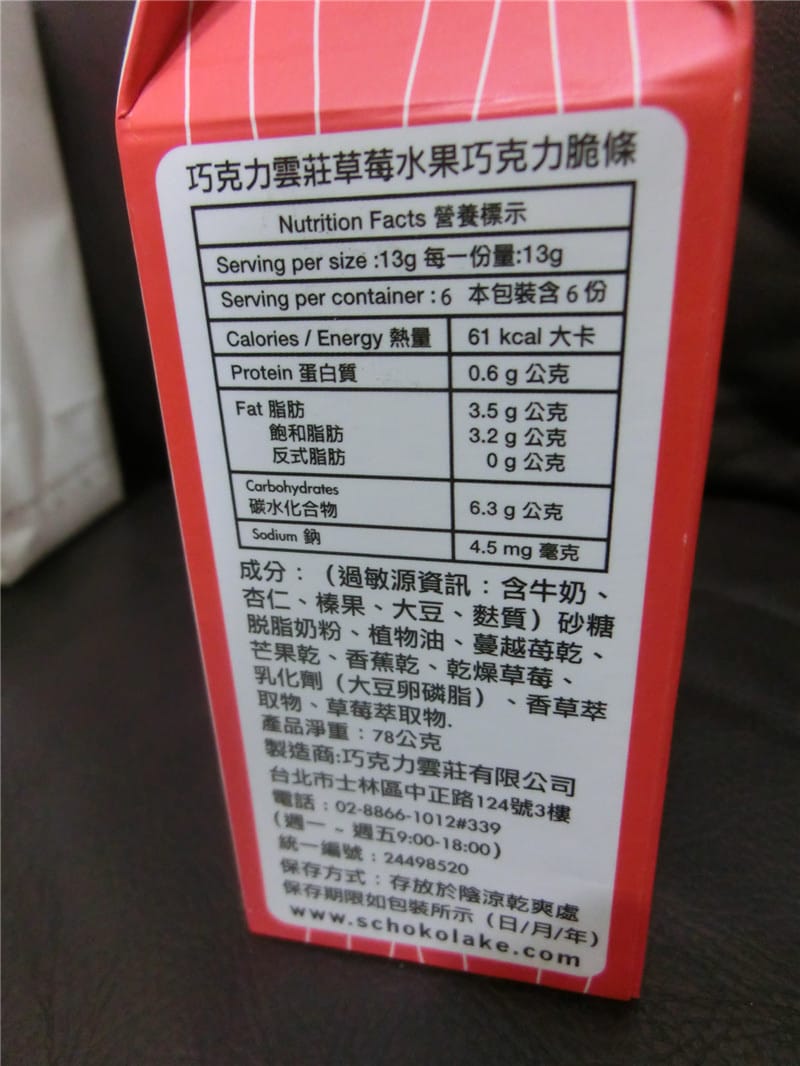 巧克力雲莊草莓水果巧克力脆條
Nutrition Facts 營養標示
Serving per size :13g 每一份量:13g
Serving per container : 6 本包裝含 6 份
Calories / Energy 熱量 61 kcal 大卡
Protein 蛋白質 0.6 g 公克
Fat 脂肪 3.5 g 公克
飽和脂肪 3.2 g 公克
反式脂肪 0 g 公克
Carbohydrates
碳水化合物 6.3 g 公克
Sodium 鈉 4.5 mg 毫克
成分：（過敏源資訊：含牛奶、
杏仁、榛果、大豆、麩質）砂糖
脱脂奶粉、植物油、蔓越苺乾、
芒果乾、香蕉乾、乾燥草莓、
乳化劑（大豆卵磷脂）、香草萃
取物、草莓萃取物.
產品淨重：78公克
製造商:巧克力雲莊有限公司
台北市士林區中正路124號3樓
電話：02-8866-1012#339
(週一 ~ 週五9:00-18:00)
統一編號：24498520
保存方式：存放於陰涼乾爽處
保存期限如包裝所示（日/月/年）
www.schokolake.com